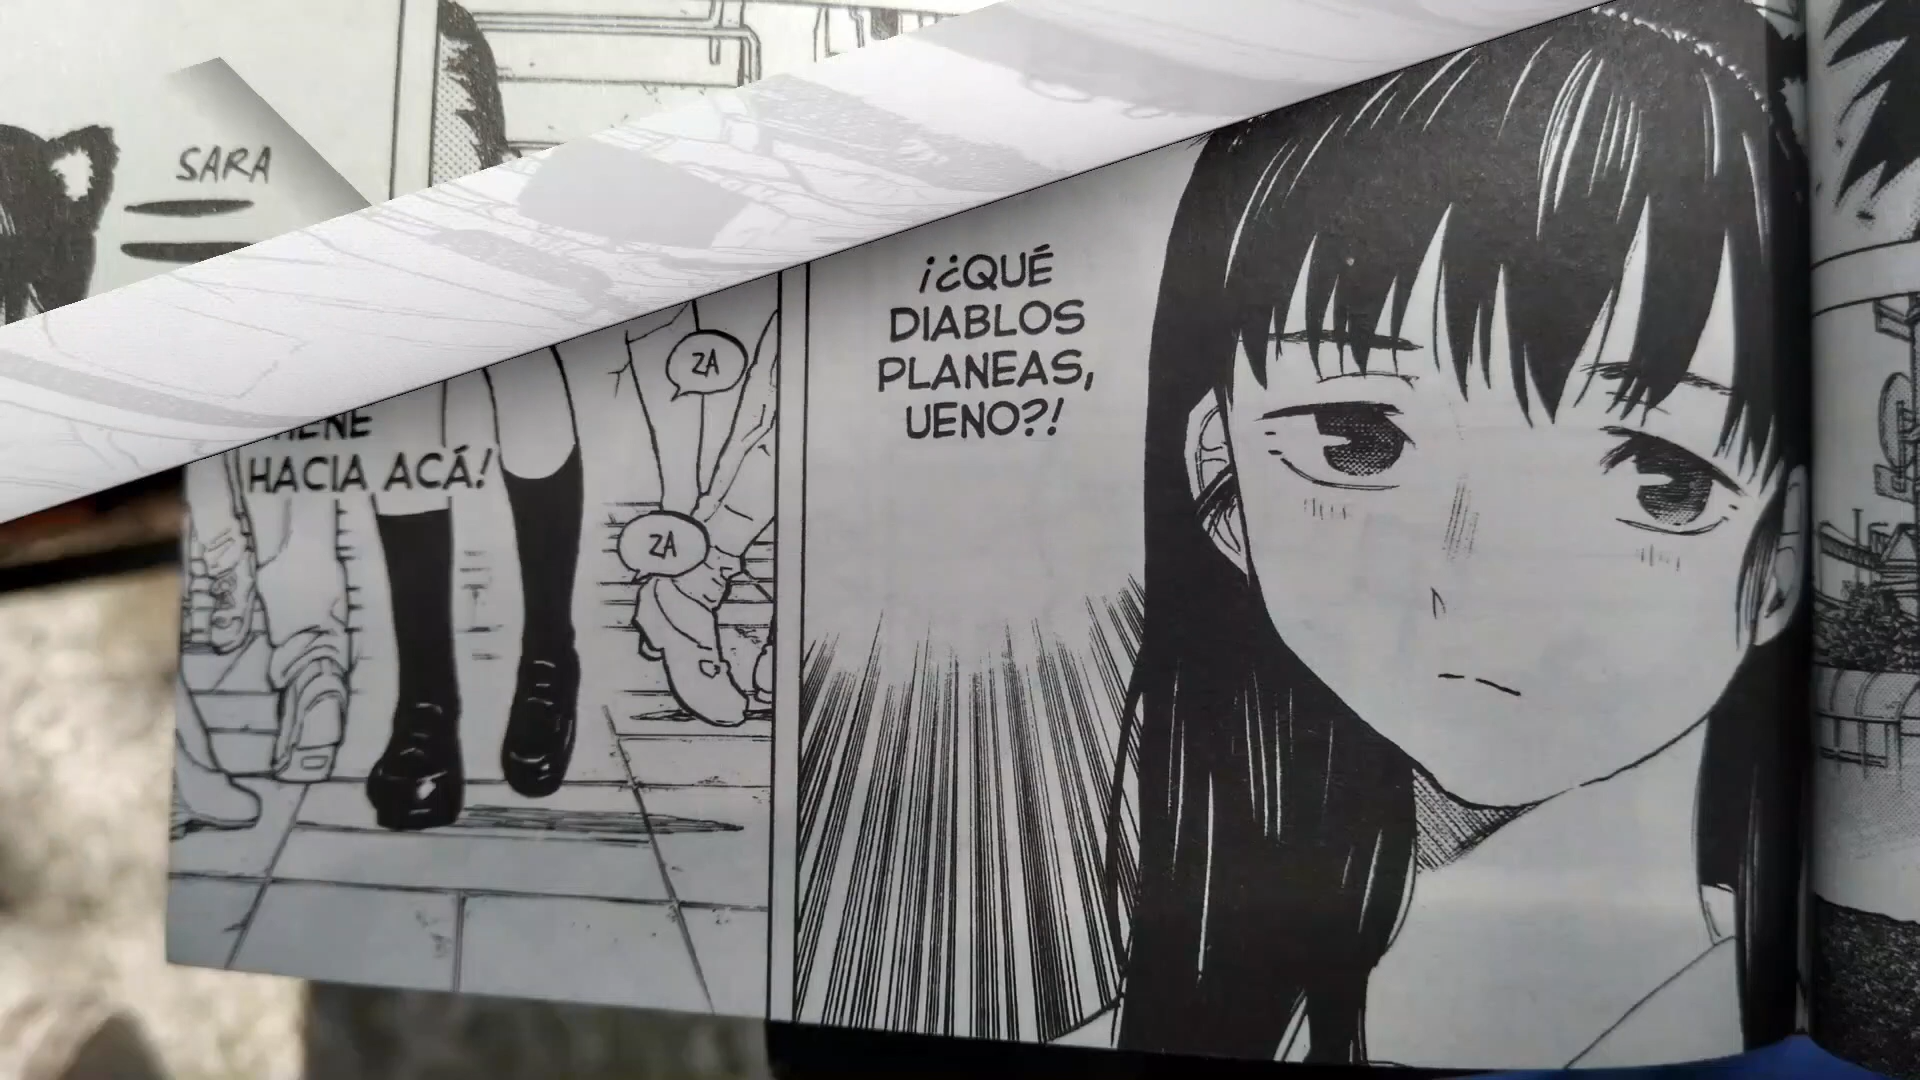 SARA
HACIA ACÁ!
ZA
ZA
¡¿QUÉ
DIABLOS
PLANEAS,
UENO?!